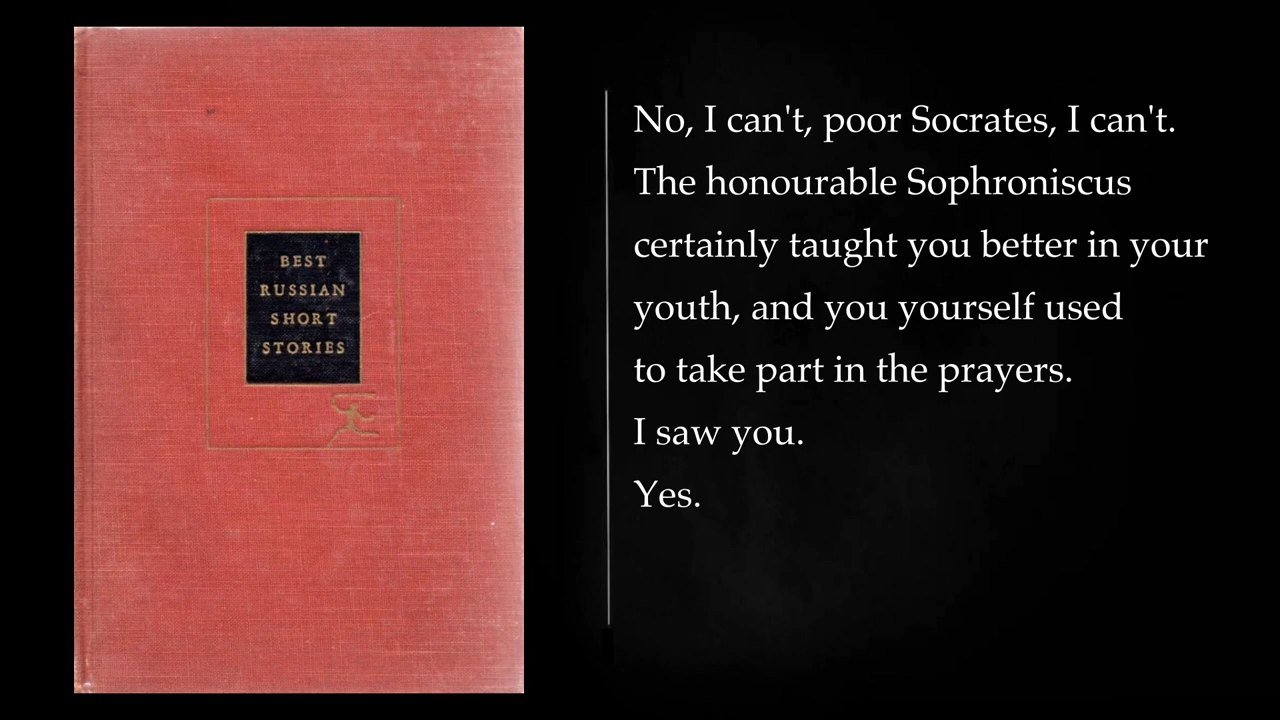 BEST
RUSSIAN
SHORT
STORIES
No, I can't, poor Socrates, I can't.
The honourable Sophroniscus
certainly taught you better in your
youth, and you yourself used
to take part in the prayers.
I saw you.
Yes.